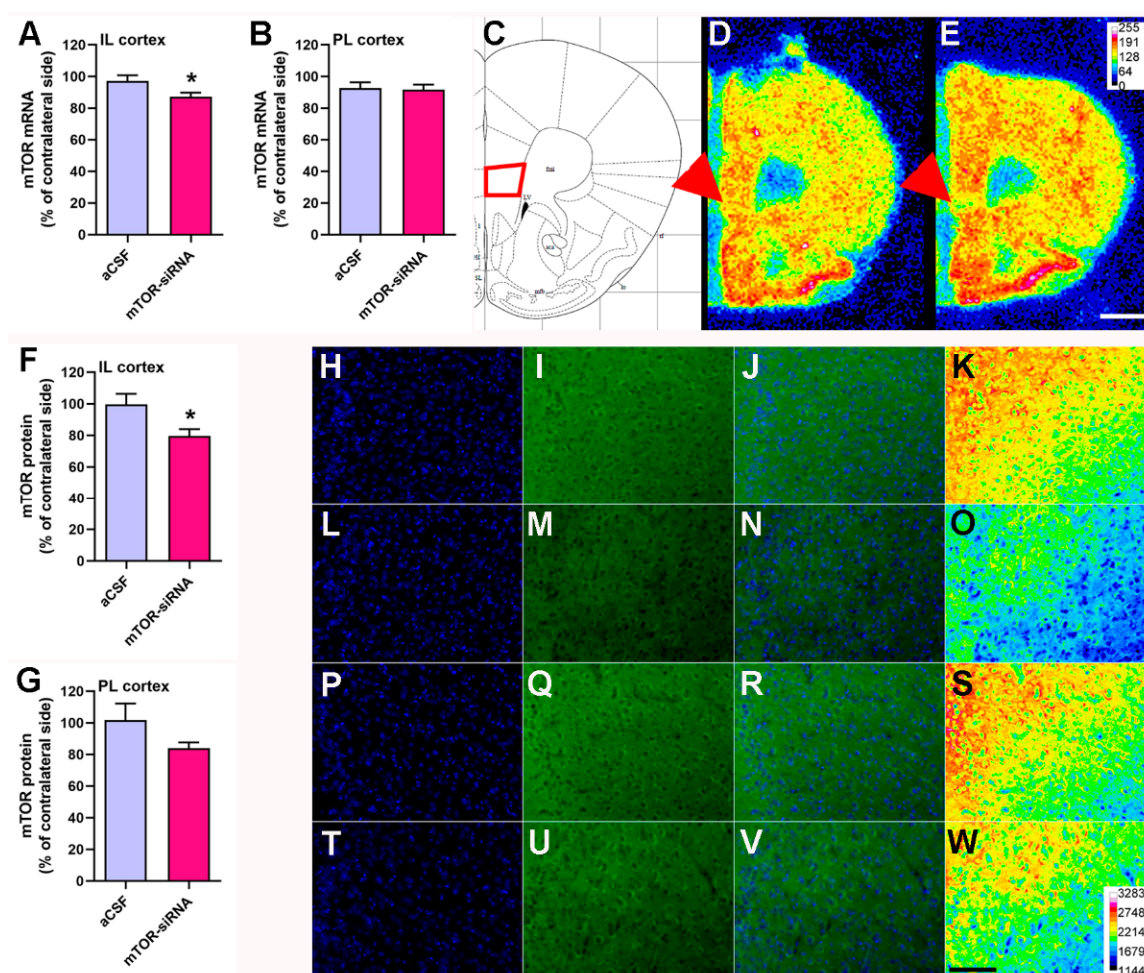 A
IL cortex
mTOR mRNA
(% of contralateral side)
120
100
80
60
40
20
0
*
aCSF
mTOR-siRNA
B
PL cortex
mTOR mRNA
(% of contralateral side)
120
100
80
60
40
20
0
aCSF
mTOR-siRNA
C
LV
D
E
255
191
128
64
0
F
IL cortex
mTOR protein
(% of contralateral side)
120
100
80
60
40
20
0
*
aCSF
mTOR-siRNA
G
PL cortex
mTOR protein
(% of contralateral side)
120
100
80
60
40
20
0
aCSF
mTOR-siRNA
H
I
J
K
L
M
N
O
P
Q
R
S
T
U
V
W
3283
2748
2214
1679